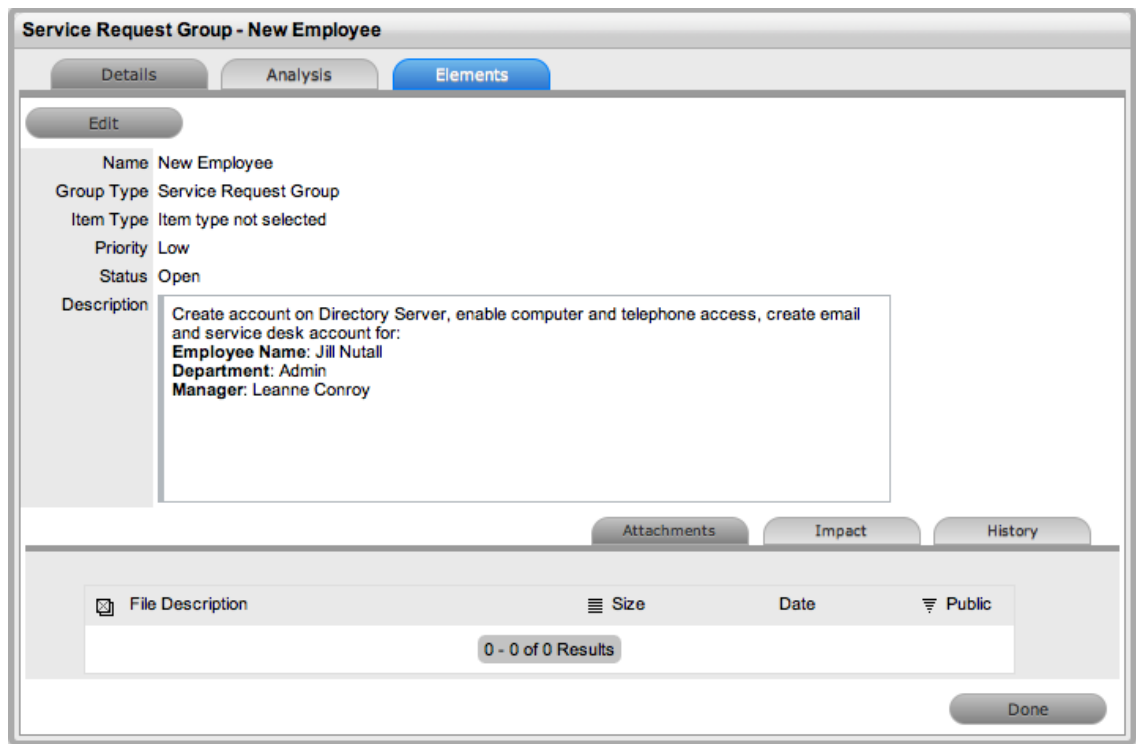 Service Request Group - New Employee
Details Analysis Elements
Edit
Name New Employee
Group Type Service Request Group
Item Type Item type not selected
Priority Low
Status Open
Description Create account on Directory Server, enable computer and telephone access, create email
and service desk account for:
Employee Name: Jill Nutall
Department: Admin
Manager: Leanne Conroy
Attachments Impact History
File Description Size Date Public
0 - 0 of 0 Results
Done